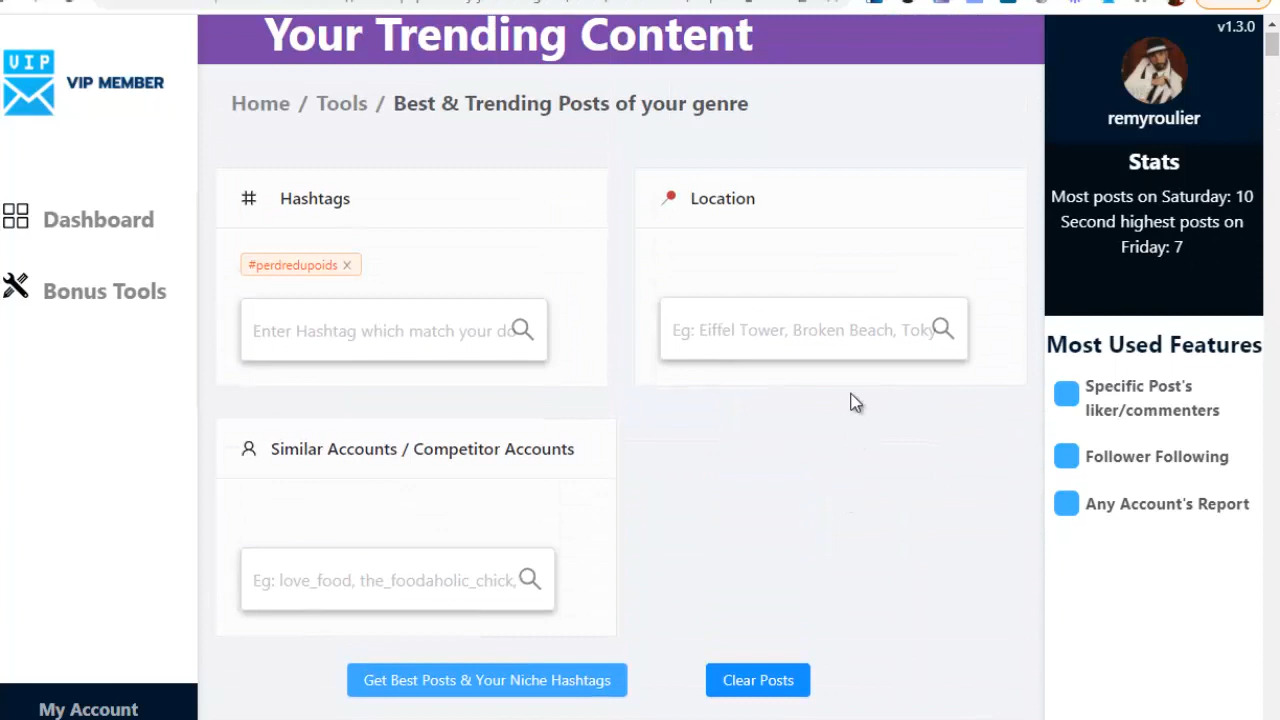 Your Trending Content
v1.3.0
VIP
VIP MEMBER
Home / Tools / Best & Trending Posts of your genre
remyroulier
Stats
Most posts on Saturday: 10
Second highest posts on
Friday: 7
Hashtags
Location
Dashboard
#perdredupoids ×
Bonus Tools
Enter Hashtag which match your do
Eg: Eiffel Tower, Broken Beach, Toky
Most Used Features
Specific Post's
liker/commenters
Similar Accounts / Competitor Accounts
Follower Following
Any Account's Report
Eg: love_food, the_foodaholic_chick,
Get Best Posts & Your Niche Hashtags
Clear Posts
My Account